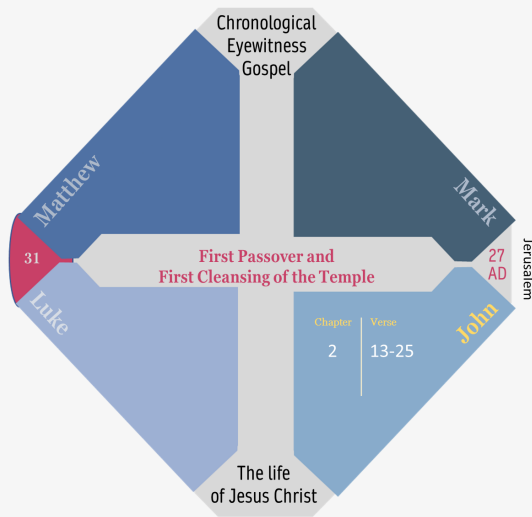 Chronological
Eyewitness
Gospel
Matthew
Mark
31
First Passover and
First Cleansing of the Temple
27
AD
Jerusalem
Luke
John
Chapter
Verse
2
13-25
The life
of Jesus Christ